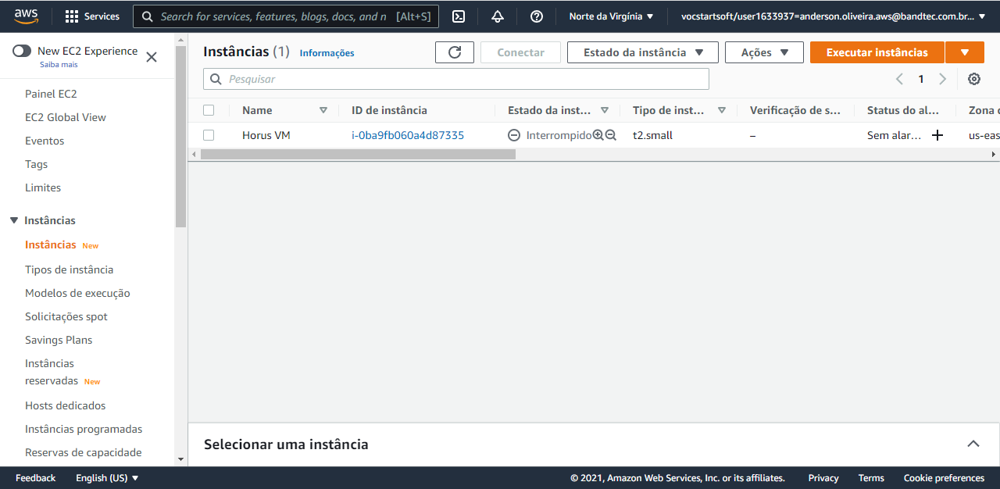 aws Services Search for services, features, blogs, docs, and n [Alt+S] Norte da Virgínia vocstartsoft/user1633937=anderson.oliveira.aws@bandtec.com.br...
New EC2 Experience
Saiba mais
Painel EC2
EC2 Global View
Eventos
Tags
Limites
Instâncias
Instâncias New
Tipos de instância
Modelos de execução
Solicitações spot
Savings Plans
Instâncias
reservadas New
Hosts dedicados
Instâncias programadas
Reservas de capacidade
Instâncias (1) Informações Conectar Estado da instância Ações Executar instâncias
Pesquisar 1
Name ID de instância Estado da inst... Tipo de inst... Verificação de s... Status do al... Zona
Horus VM i-0ba9fb060a4d87335 Interrompido t2.small – Sem alar... us-eas
Selecionar uma instância
Feedback English (US) © 2021, Amazon Web Services, Inc. or its affiliates. Privacy Terms Cookie preferences